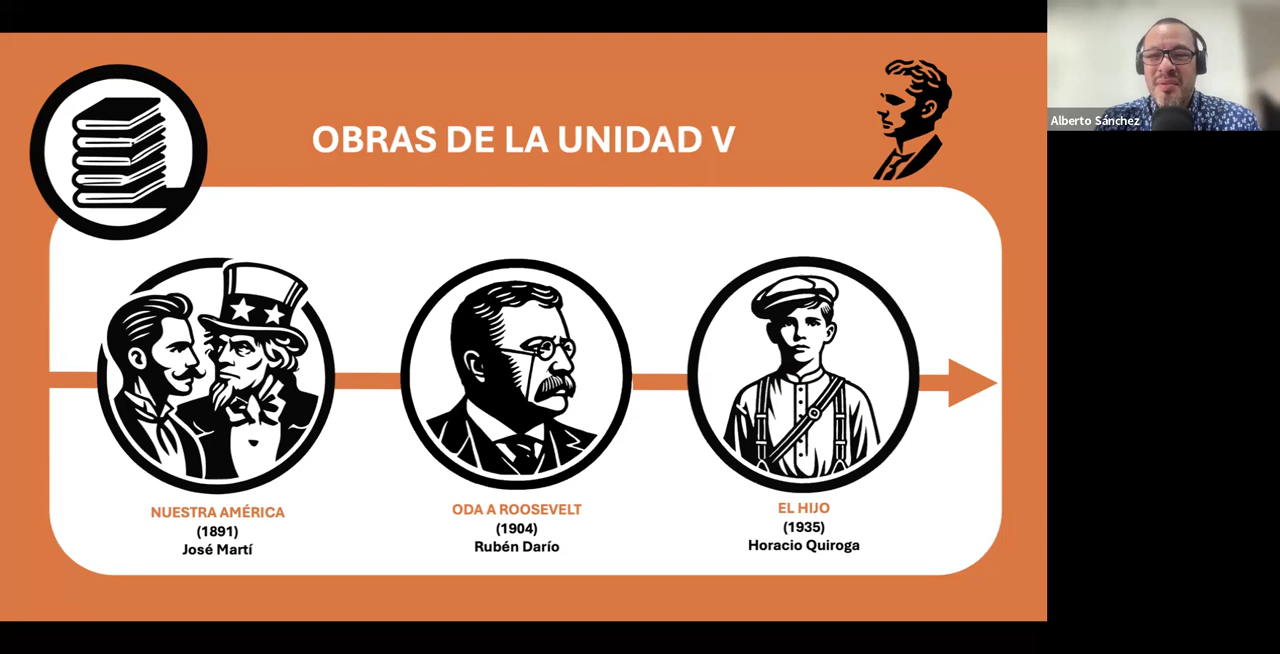 OBRAS DE LA UNIDAD V
Alberto Sánchez
NUESTRA AMÉRICA
(1891)
José Martí
ODA A ROOSEVELT
(1904)
Rubén Darío
EL HIJO
(1935)
Horacio Quiroga